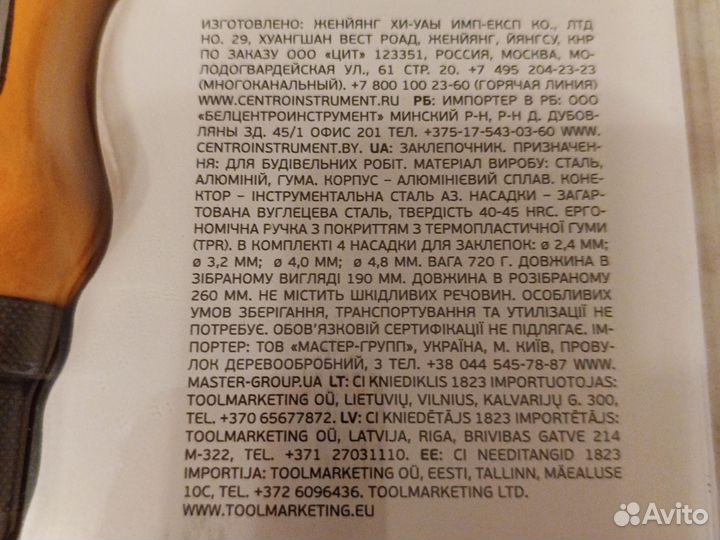 ИЗГОТОВЛЕНО: ЖЕНЙЯНГ ХИ-УАЫ ИМП-ЕКСП КО., ЛТД
НО. 29, ХУАНГШАН ВЕСТ РОАД, ЖЕНЙЯНГ, ЙЯНГСУ, КНР
ПО ЗАКАЗУ ООО «ЦИТ» 123351, РОССИЯ, МОСКВА, МО-
ЛОДОГВАРДЕЙСКАЯ УЛ., 61 СТР. 20. +7 495 204-23-23
(МНОГОКАНАЛЬНЫЙ). +7 800 100 23-60 (ГОРЯЧАЯ ЛИНИЯ)
WWW.CENTROINSTRUMENT.RU РБ: ИМПОРТЕР В РБ: ООО
«БЕЛЦЕНТРОИНСТРУМЕНТ» МИНСКИЙ Р-Н, Р-Н Д. ДУБОВ-
ЛЯНЫ ЗД. 45/1 ОФИС 201 ТЕЛ. +375-17-543-03-60 WWW.
CENTROINSTRUMENT.BY. UA: ЗАКЛЕПОЧНИК. ПРИЗНАЧЕН-
НЯ: ДЛЯ БУДІВЕЛЬНИХ РОБІТ. МАТЕРІАЛ ВИРОБУ: СТАЛЬ,
АЛЮМІНІЙ, ГУМА. КОРПУС – АЛЮМІНІЄВИЙ СПЛАВ. КОНЕ-
КТОР – ІНСТРУМЕНТАЛЬНА СТАЛЬ А3. НАСАДКИ – ЗАГАР-
ТОВАНА ВУГЛЕЦЕВА СТАЛЬ, ТВЕРДІСТЬ 40-45 HRC. ЕРГО-
НОМІЧНА РУЧКА З ПОКРИТТЯМ З ТЕРМОПЛАСТИЧНОЇ ГУМИ
(TPR). В КОМПЛЕКТІ 4 НАСАДКИ ДЛЯ ЗАКЛЕПОК: ø 2,4 ММ;
ø 3,2 ММ; ø 4,0 ММ; ø 4,8 ММ. ВАГА 720 Г. ДОВЖИНА В
ЗІБРАНОМУ ВИГЛЯДІ 190 ММ. ДОВЖИНА В РОЗІБРАНОМУ
260 ММ. НЕ МІСТИТЬ ШКІДЛИВИХ РЕЧОВИН. ОСОБЛИВИХ
УМОВ ЗБЕРІГАННЯ, ТРАНСПОРТУВАННЯ ТА УТИЛІЗАЦІЇ НЕ
ПОТРЕБУЄ. ОБОВ'ЯЗКОВІЙ СЕРТИФІКАЦІЇ НЕ ПІДЛЯГАЄ. ІМ-
ПОРТЕР: ТОВ «МАСТЕР-ГРУПП», УКРАЇНА, М. КИЇВ, ПРОВУ-
ЛОК ДЕРЕВООБРОБНИЙ, 3 ТЕЛ. +38 044 545-78-87 WWW.
MASTER-GROUP.UA LT: CI KNIEDIKLIS 1823 IMPORTUOTOJAS:
TOOLMARKETING OÜ, LIETUVIŲ, VILNIUS, KALVARIJŲ G. 300,
TEL. +370 65677872. LV: CI KNIEDĒTĀJS 1823 IMPORTĒTĀJS:
TOOLMARKETING OÜ, LATVIJA, RIGA, BRIVIBAS GATVE 214
M-322, TEL. +371 27031110. EE: CI NEEDITANGID 1823
IMPORTIJA: TOOLMARKETING OÜ, EESTI, TALLINN, MÄEALUSE
10C, TEL. +372 6096436. TOOLMARKETING LTD.
WWW.TOOLMARKETING.EU
Avito